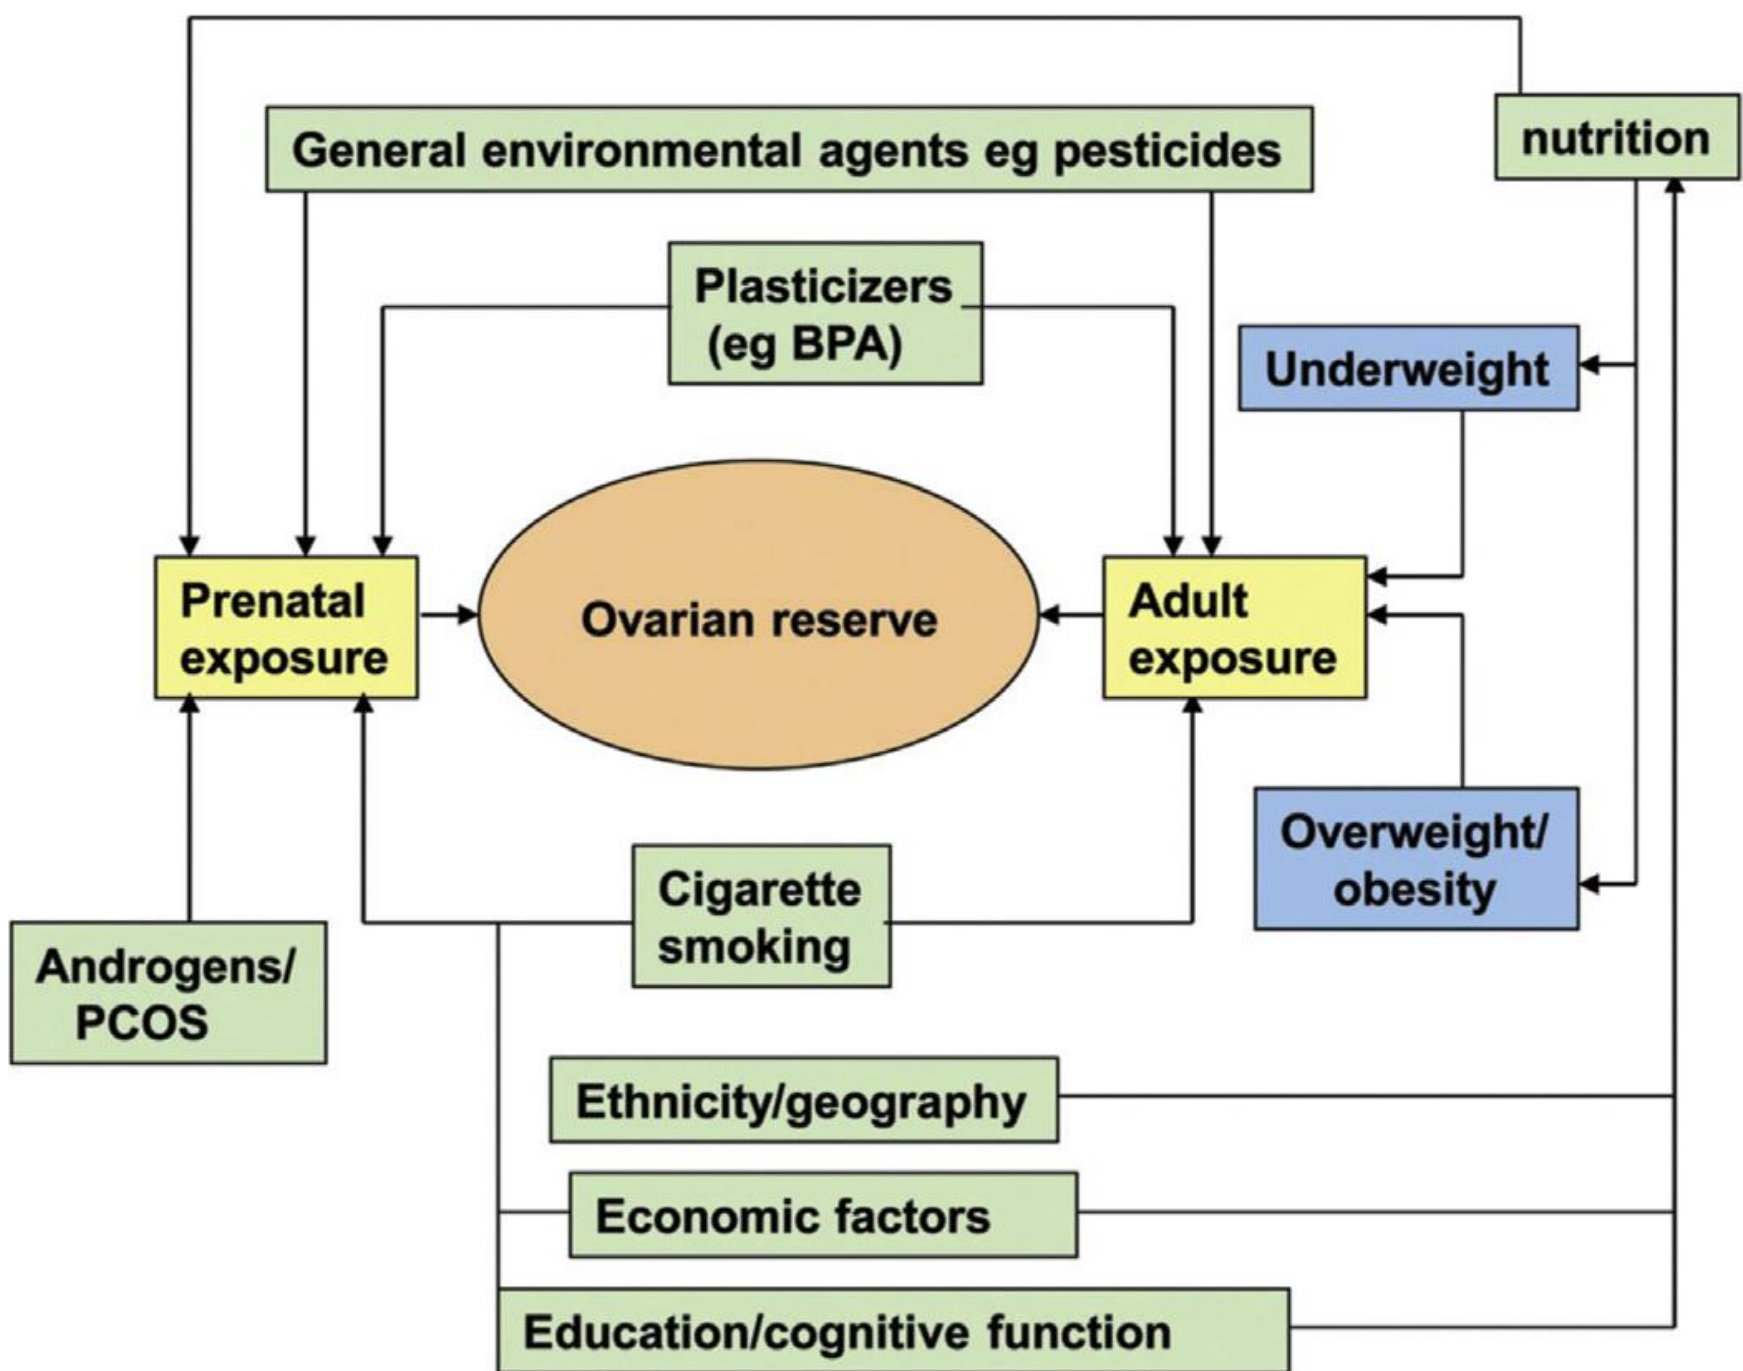 nutrition
General environmental agents eg pesticides
Plasticizers
(eg BPA)
Underweight
Prenatal
exposure
Ovarian reserve
Adult
exposure
Overweight/
obesity
Cigarette
smoking
Androgens/
PCOS
Ethnicity/geography
Economic factors
Education/cognitive function